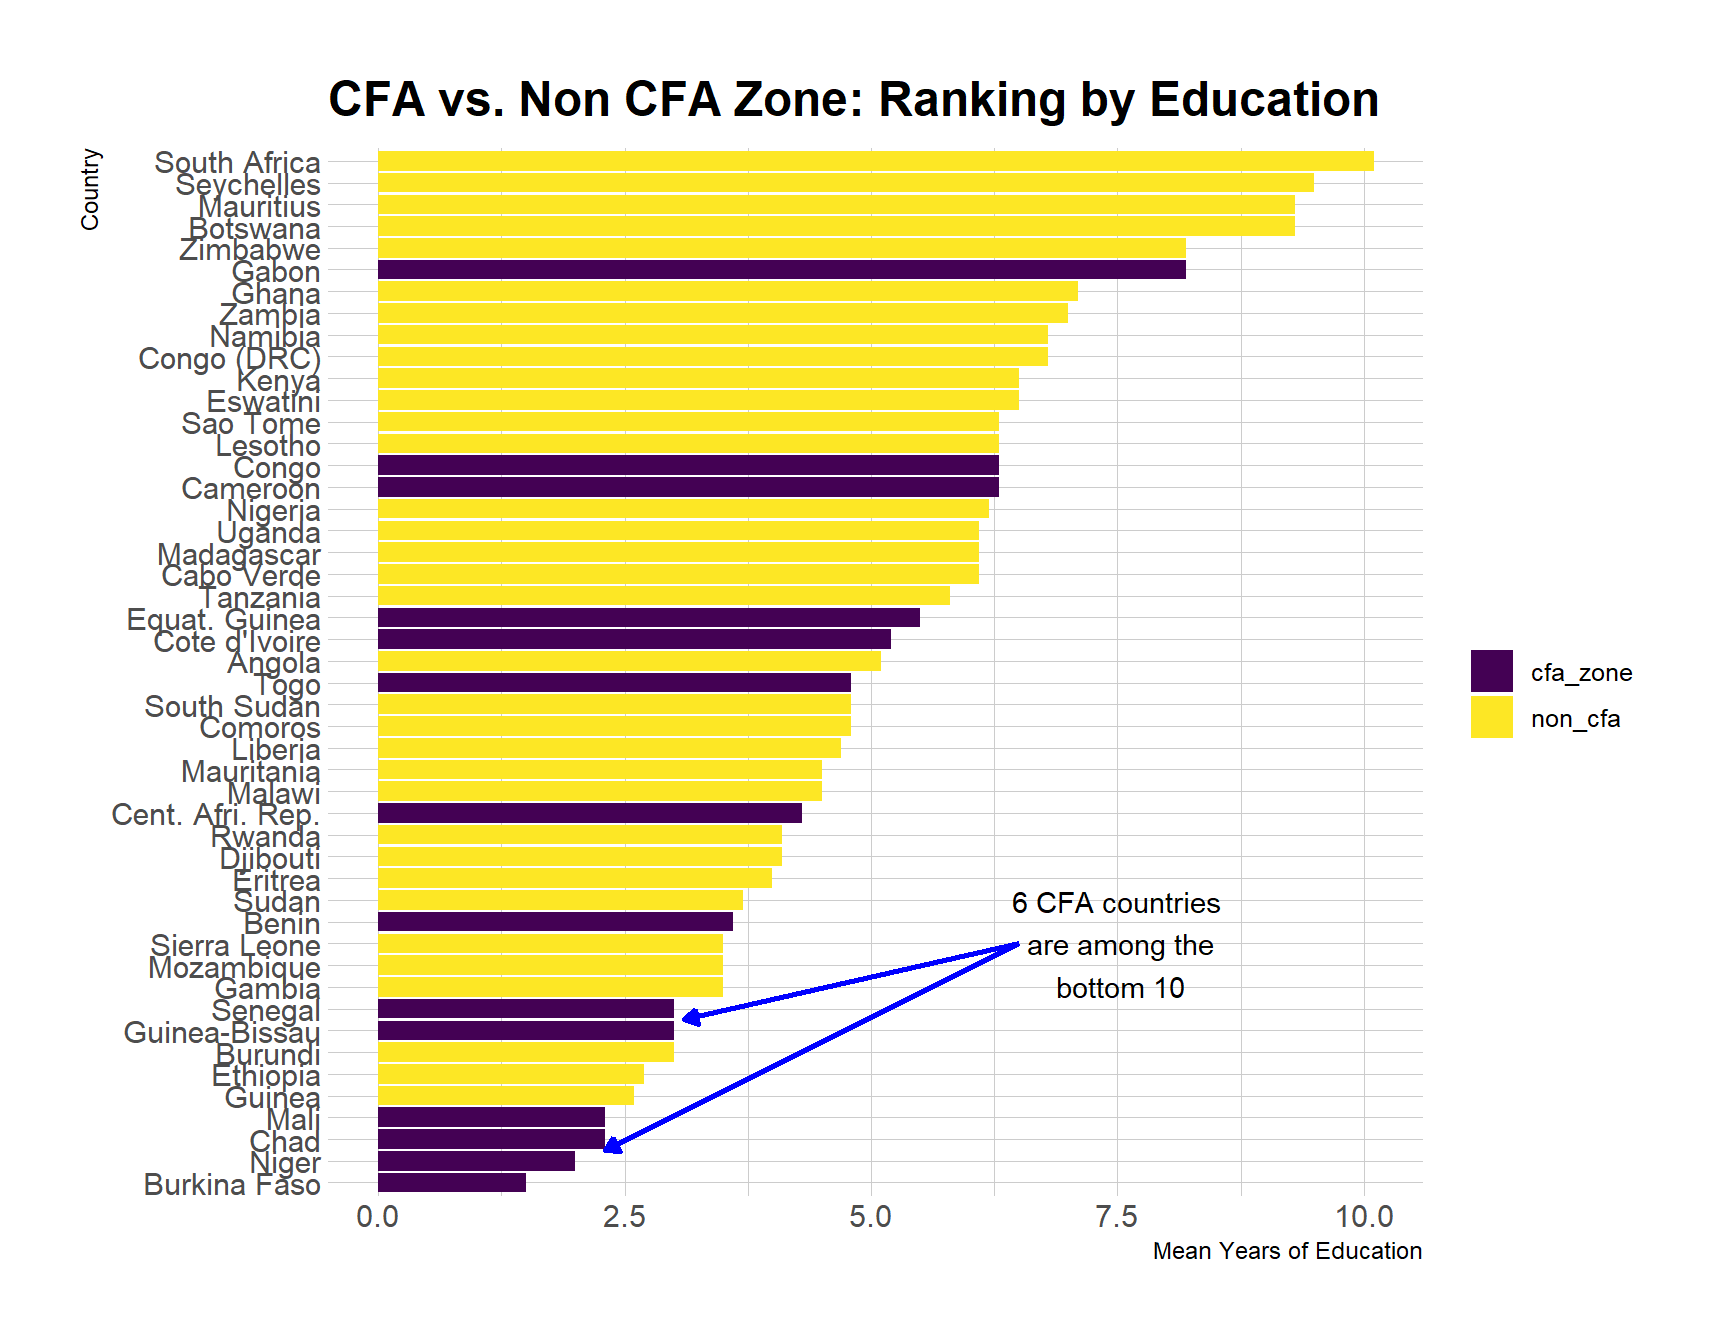 CFA vs. Non CFA Zone: Ranking by Education
Country
South Africa
Seychelles
Mauritius
Botswana
Zimbabwe
Gabon
Ghana
Zambia
Namibia
Congo (DRC)
Kenya
Eswatini
Sao Tome
Lesotho
Congo
Cameroon
Nigeria
Uganda
Madagascar
Cabo Verde
Tanzania
Equat. Guinea
Cote d'Ivoire
Angola
Togo
South Sudan
Comoros
Liberia
Mauritania
Malawi
Cent. Afri. Rep.
Rwanda
Djibouti
Eritrea
Sudan
Benin
Sierra Leone
Mozambique
Gambia
Senegal
Guinea-Bissau
Burundi
Ethiopia
Guinea
Mali
Chad
Niger
Burkina Faso
6 CFA countries
are among the
bottom 10
cfa_zone
non_cfa
0.0 2.5 5.0 7.5 10.0
Mean Years of Education